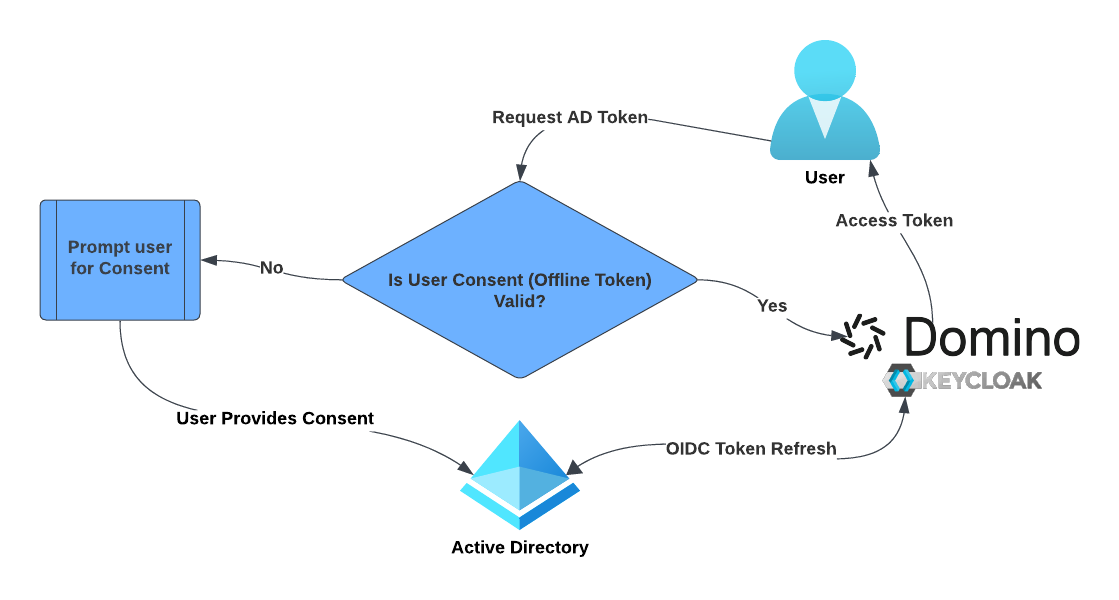 Request AD Token
User
Access Token
Prompt user
for Consent
No
Is User Consent (Offline Token)
Valid?
Yes
Domino
KEYCLOAK
User Provides Consent
OIDC Token Refresh
Active Directory